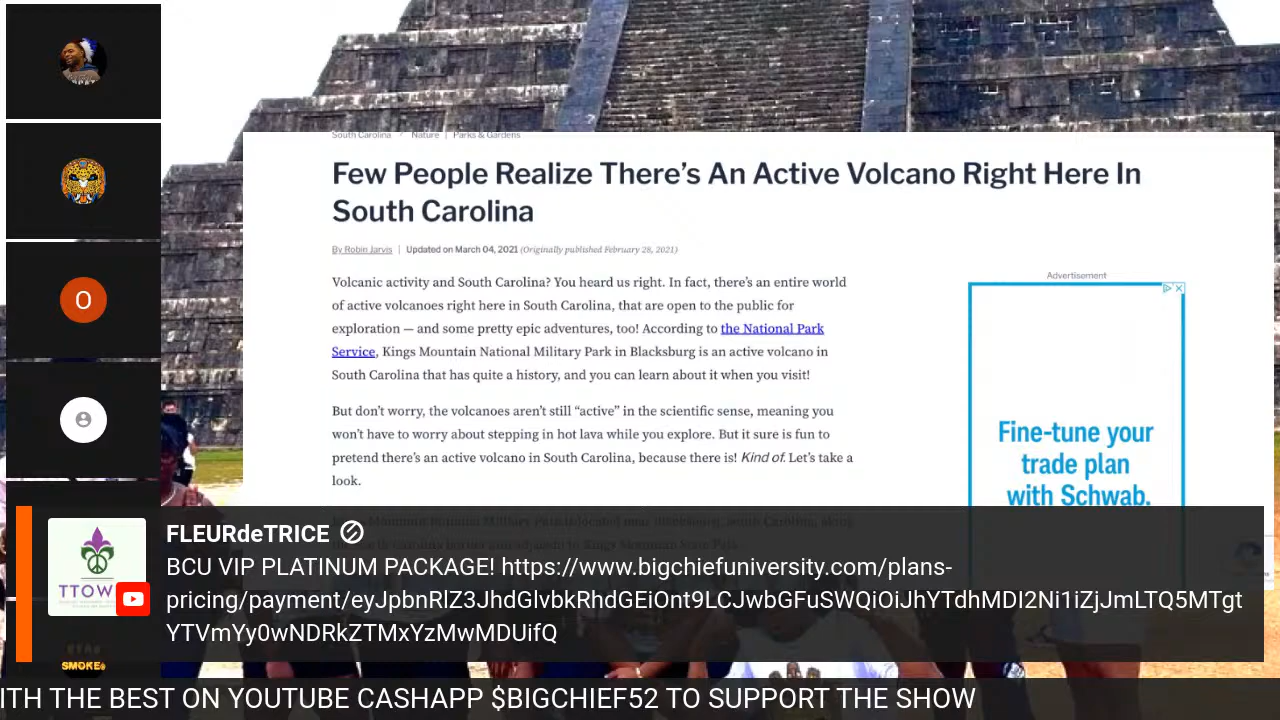 South Carolina
Nature | Parks & Gardens
Few People Realize There's An Active Volcano Right Here In
South Carolina
By Robin Jarvis | Updated on March 04, 2021 (Originally published February 28, 2021)
Volcanic activity and South Carolina? You heard us right. In fact, there's an entire world
of active volcanoes right here in South Carolina, that are open to the public for
exploration — and some pretty epic adventures, too! According to the National Park
Service, Kings Mountain National Military Park in Blacksburg is an active volcano in
South Carolina that has quite a history, and you can learn about it when you visit!
But don't worry, the volcanoes aren't still “active” in the scientific sense, meaning you
won't have to worry about stepping in hot lava while you explore. But it sure is fun to
pretend there's an active volcano in South Carolina, because there is! Kind of. Let's take a
look.
Advertisement
Fine-tune your
trade plan
with Schwab.
O
TTOW
FLEURdeTRICE
BCU VIP PLATINUM PACKAGE! https://www.bigchiefuniversity.com/plans-
pricing/payment/eyJpbnRlZ3JhdGlvbkRhdGEiOnt9LCJwbGFuSWQiOiJhYTdhMDI2Ni1iZjJmLTQ5MTgt
YTVmYy0wNDRkZTMxYzMwMDUifQ
SMOKE
ITH THE BEST ON YOUTUBE CASHAPP $BIGCHIEF52 TO SUPPORT THE SHOW